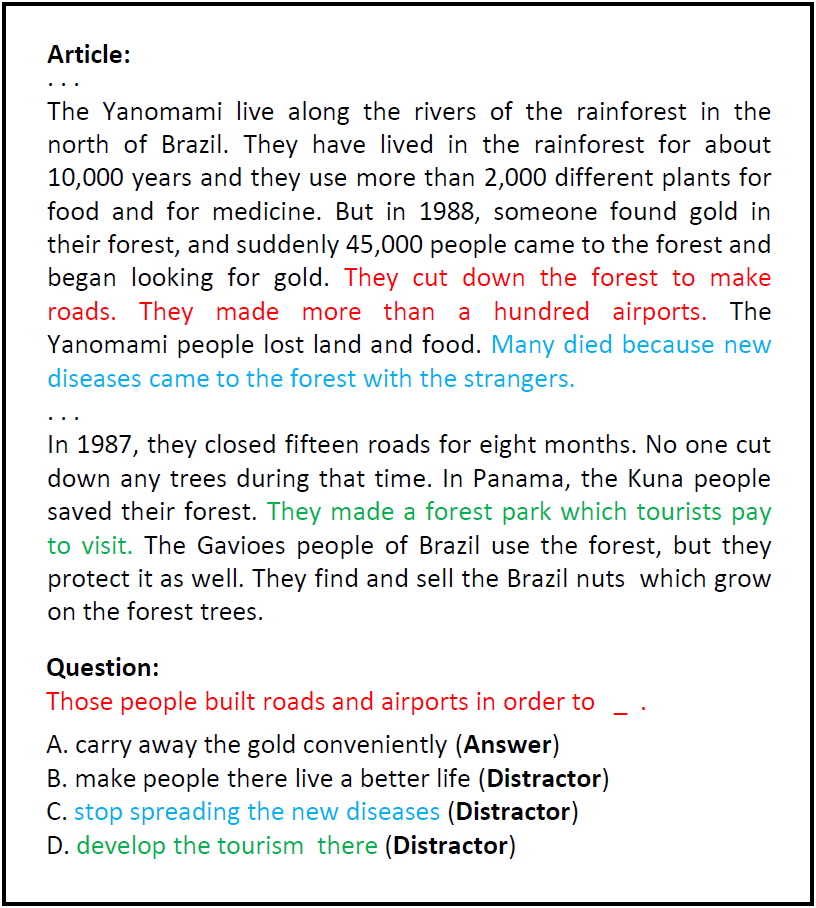 Article:
. . .
The Yanomami live along the rivers of the rainforest in the
north of Brazil. They have lived in the rainforest for about
10,000 years and they use more than 2,000 different plants for
food and for medicine. But in 1988, someone found gold in
their forest, and suddenly 45,000 people came to the forest and
began looking for gold. They cut down the forest to make
roads. They made more than a hundred airports. The
Yanomami people lost land and food. Many died because new
diseases came to the forest with the strangers.
. . .
In 1987, they closed fifteen roads for eight months. No one cut
down any trees during that time. In Panama, the Kuna people
saved their forest. They made a forest park which tourists pay
to visit. The Gavioes people of Brazil use the forest, but they
protect it as well. They find and sell the Brazil nuts which grow
on the forest trees.
Question:
Those people built roads and airports in order to _ .
A. carry away the gold conveniently (Answer)
B. make people there live a better life (Distractor)
C. stop spreading the new diseases (Distractor)
D. develop the tourism there (Distractor)